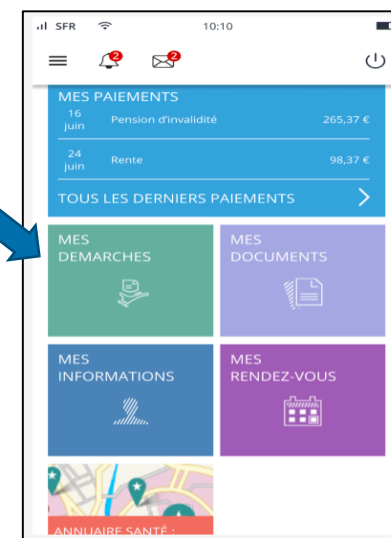 SFR 10:10
2 2
MES PAIEMENTS
16
juin Pension d'invalidité 265,37 €
24
juin Rente 98,37 €
TOUS LES DERNIERS PAIEMENTS
MES
DEMARCHES
MES
DOCUMENTS
MES
INFORMATIONS
MES
RENDEZ-VOUS
ANNUAIRE SANTÉ :